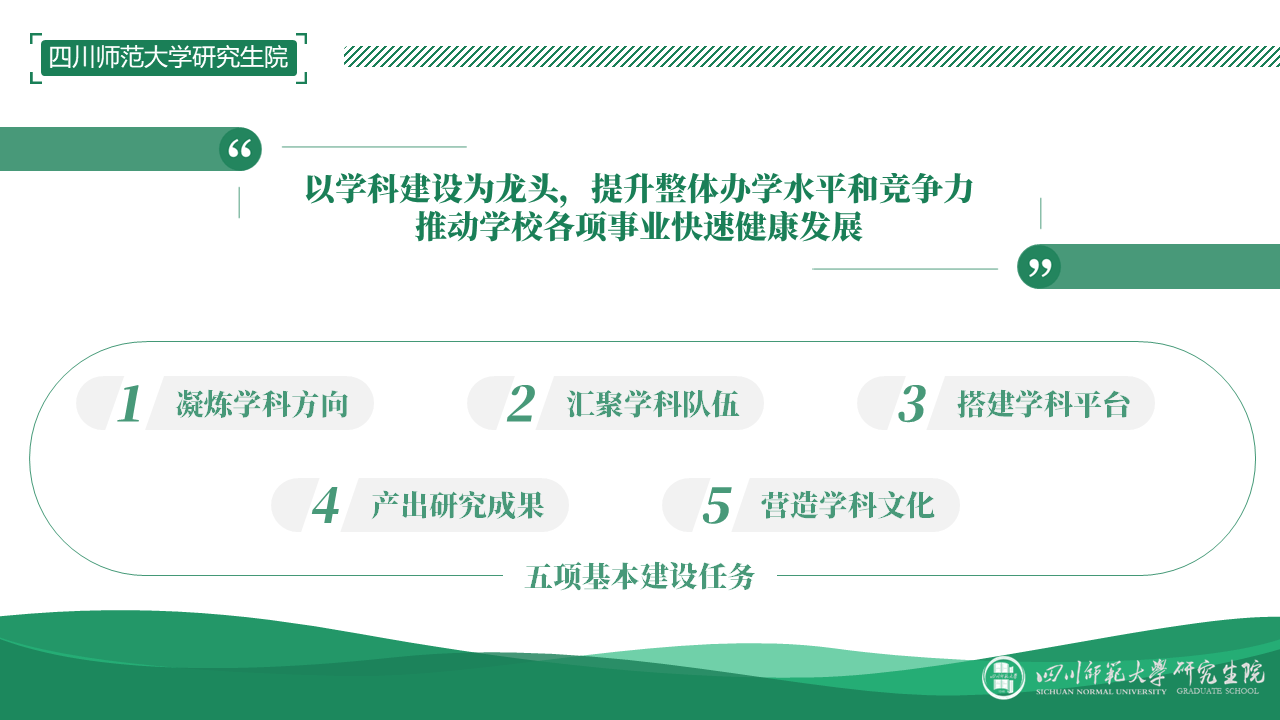 四川师范大学研究生院
“
以学科建设为龙头，提升整体办学水平和竞争力
推动学校各项事业快速健康发展
”
1 凝炼学科方向
2 汇聚学科队伍
3 搭建学科平台
4 产出研究成果
5 营造学科文化
五项基本建设任务
四川师范大学研究生院
SICHUAN NORMAL UNIVERSITY GRADUATE SCHOOL